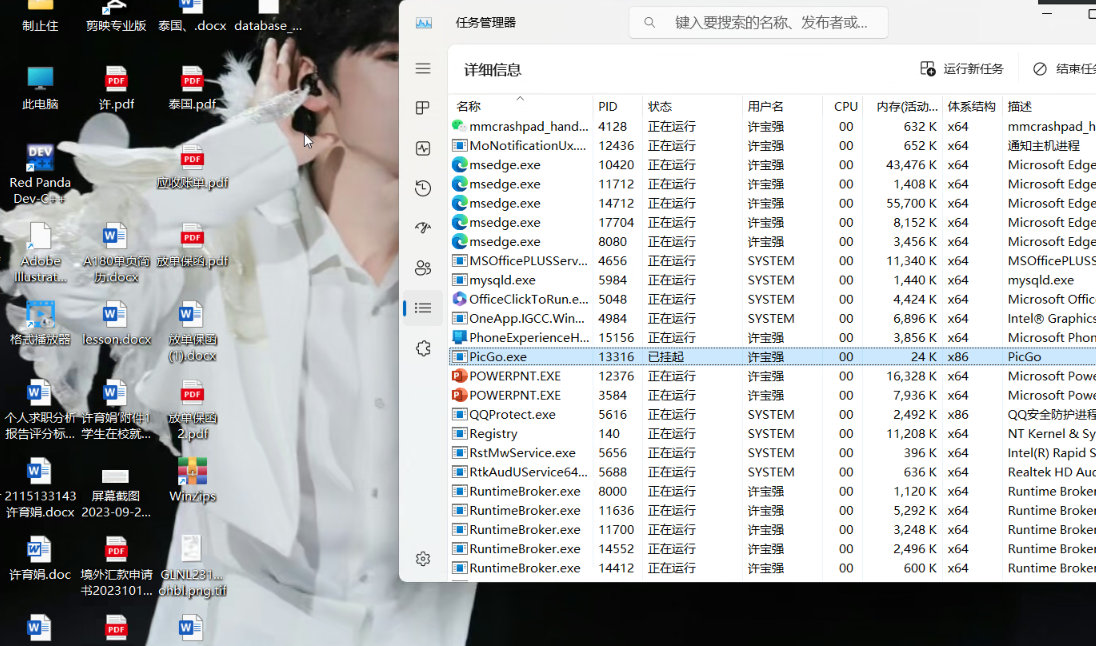 制止住
剪映专业版
泰国、.docx
database_...
此电脑
许.pdf
泰国.pdf
Red Panda
Dev-C++
应收账单.pdf
Adobe
Illustrat...
A180单页简
历.docx
放单保函.pdf
格式播放器
lesson.docx
放单保函
(1).docx
个人求职分析
报告评分标...
许育娟'附件1
学生在校就...
放单保函
2.pdf
2115133143
许育娟.docx
屏幕截图
2023-09-2...
WinZips
许育娟.doc
境外汇款申请
书2023101...
GLNL231...
ohbl.png.tif
任务管理器
键入要搜索的名称、发布者或...
详细信息
运行新任务
结束任务
名称 PID 状态 用户名 CPU 内存(活动... 体系结构 描述
mmcrashpad_hand... 4128 正在运行 许宝强 00 632 K x64 mmcrashpad_h
MoNotificationUx.... 12436 正在运行 许宝强 00 652 K x64 通知主机进程
msedge.exe 10420 正在运行 许宝强 00 43,476 K x64 Microsoft Edge
msedge.exe 11712 正在运行 许宝强 00 1,408 K x64 Microsoft Edge
msedge.exe 14712 正在运行 许宝强 00 55,700 K x64 Microsoft Edge
msedge.exe 17704 正在运行 许宝强 00 8,152 K x64 Microsoft Edge
msedge.exe 8080 正在运行 许宝强 00 3,456 K x64 Microsoft Edge
MSOfficePLUSServ... 4656 正在运行 SYSTEM 00 11,340 K x64 MSOfficePLUSS
mysqld.exe 5984 正在运行 SYSTEM 00 1,440 K x64 mysqld.exe
OfficeClickToRun.e... 5048 正在运行 SYSTEM 00 4,424 K x64 Microsoft Offic
OneApp.IGCC.Win... 4984 正在运行 SYSTEM 00 6,896 K x64 Intel® Graphics
PhoneExperienceH... 15156 正在运行 许宝强 00 3,856 K x64 Microsoft Phon
PicGo.exe 13316 已挂起 许宝强 00 24 K x86 PicGo
POWERPNT.EXE 12376 正在运行 许宝强 00 16,328 K x64 Microsoft Powe
POWERPNT.EXE 3584 正在运行 许宝强 00 7,936 K x64 Microsoft Powe
QQProtect.exe 5616 正在运行 SYSTEM 00 2,492 K x86 QQ安全防护进程
Registry 140 正在运行 SYSTEM 00 11,208 K x64 NT Kernel & Sy
RstMwService.exe 5656 正在运行 SYSTEM 00 396 K x64 Intel(R) Rapid S
RtkAudUService64... 5688 正在运行 SYSTEM 00 636 K x64 Realtek HD Aud
RuntimeBroker.exe 8000 正在运行 许宝强 00 1,120 K x64 Runtime Broker
RuntimeBroker.exe 11636 正在运行 许宝强 00 5,292 K x64 Runtime Broker
RuntimeBroker.exe 11700 正在运行 许宝强 00 3,248 K x64 Runtime Broker
RuntimeBroker.exe 14552 正在运行 许宝强 00 2,496 K x64 Runtime Broker
RuntimeBroker.exe 14412 正在运行 许宝强 00 600 K x64 Runtime Broker